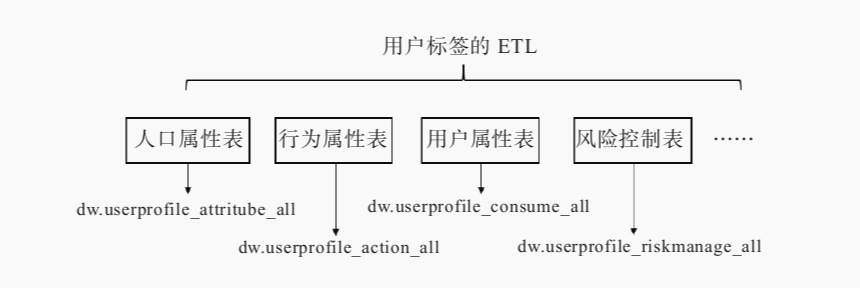 用户标签的 ETL
人口属性表
行为属性表
用户属性表
风险控制表
……
dw.userprofile_attritube_all
dw.userprofile_consume_all
dw.userprofile_action_all
dw.userprofile_riskmanage_all